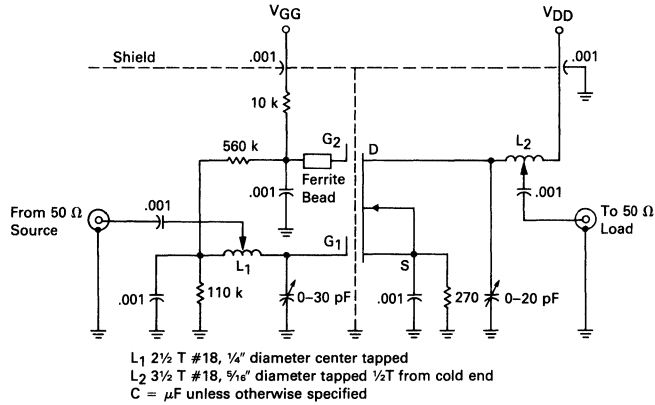 VGG
VDD
Shield
.001
.001
10 k
560 k
G2
D
L2
Ferrite
Bead
.001
.001
.001
From 50 Ω
Source
To 50 Ω
Load
G1
L1
S
.001
110 k
0–30 pF
.001
270
0–20 pF
L1 2½ T #18, ¼″ diameter center tapped
L2 3½ T #18, 5⁄16″ diameter tapped ½T from cold end
C = μF unless otherwise specified